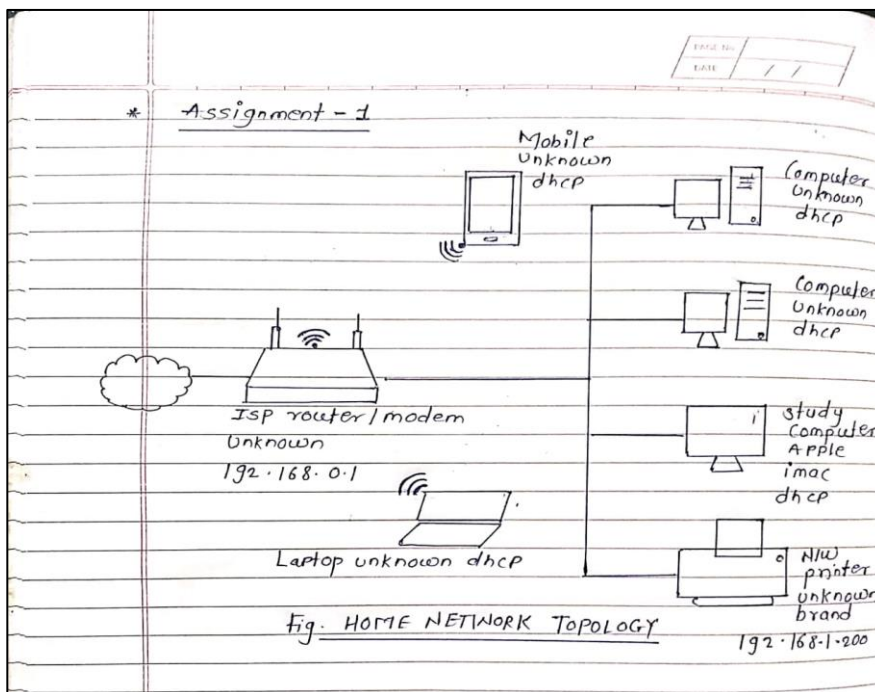 PAGE No.
DATE / /
* Assignment - 1
Mobile
unknown
dhcp
Computer
unknown
dhcp
Computer
unknown
dhcp
ISP router/modem
unknown
192.168.0.1
i
study
Computer
Apple
imac
dhcp
Laptop unknown dhcp
N/W
printer
unknown
brand
192.168.1.200
Fig. HOME NETWORK TOPOLOGY